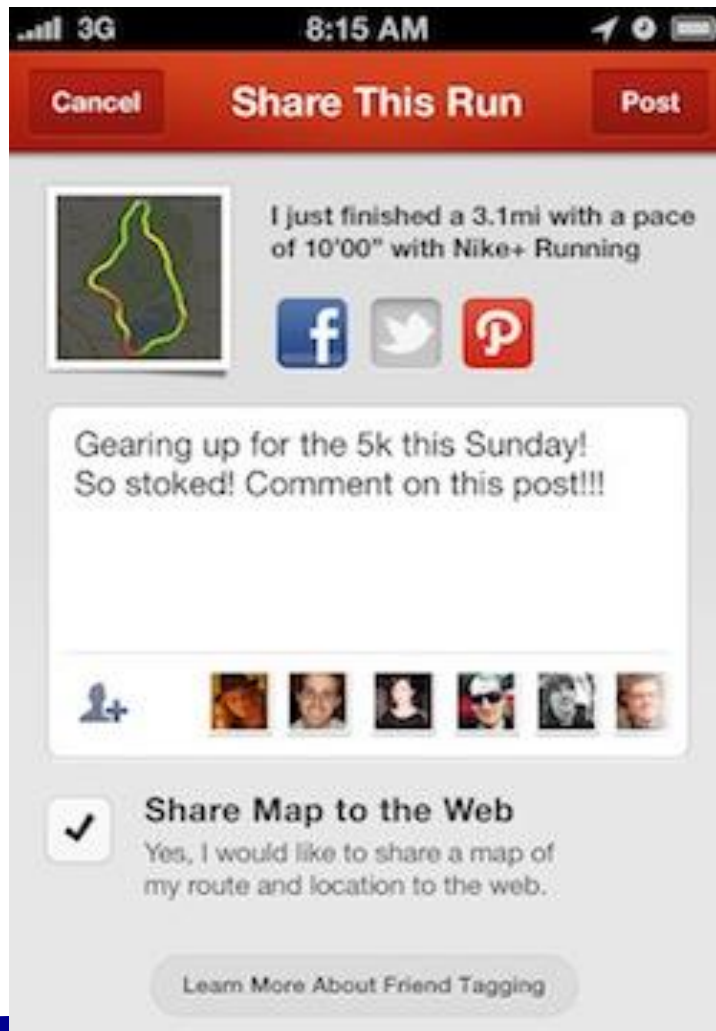 3G 8:15 AM
Cancel Share This Run Post
I just finished a 3.1mi with a pace
of 10'00" with Nike+ Running
Gearing up for the 5k this Sunday!
So stoked! Comment on this post!!!
Share Map to the Web
Yes, I would like to share a map of
my route and location to the web.
Learn More About Friend Tagging